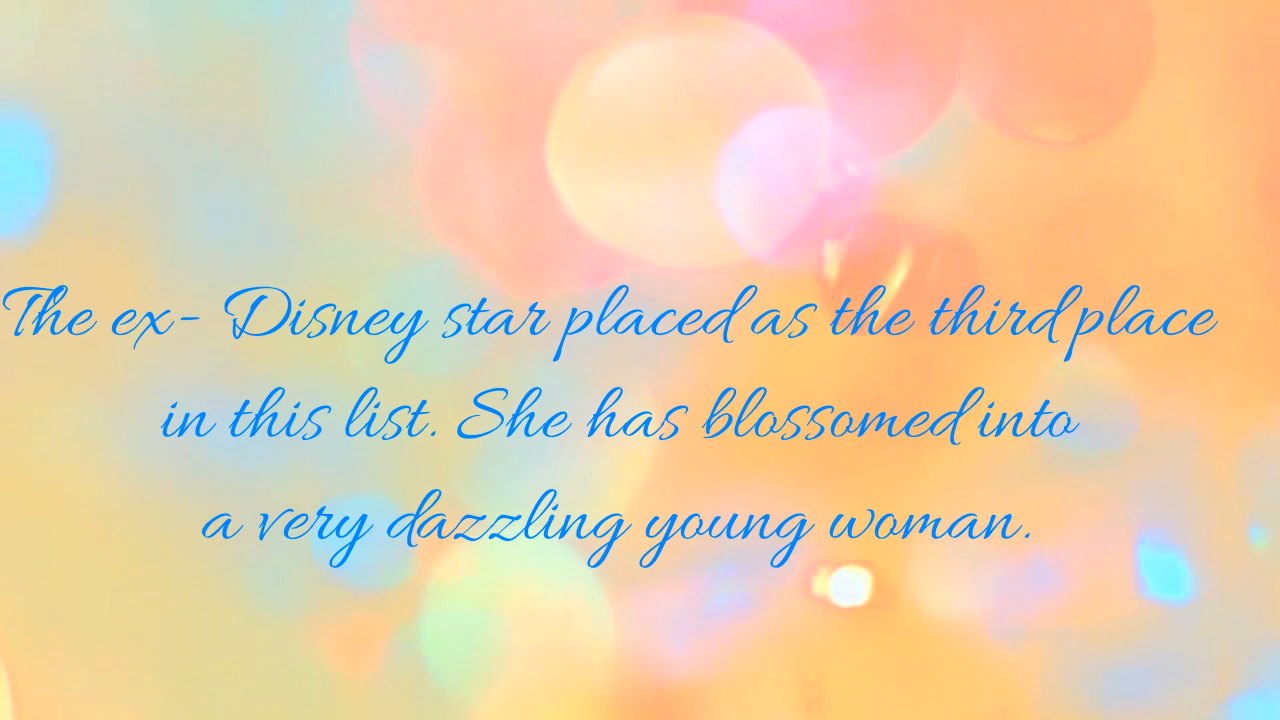 The ex- Disney star placed as the third place
in this list. She has blossomed into
a very dazzling young woman.